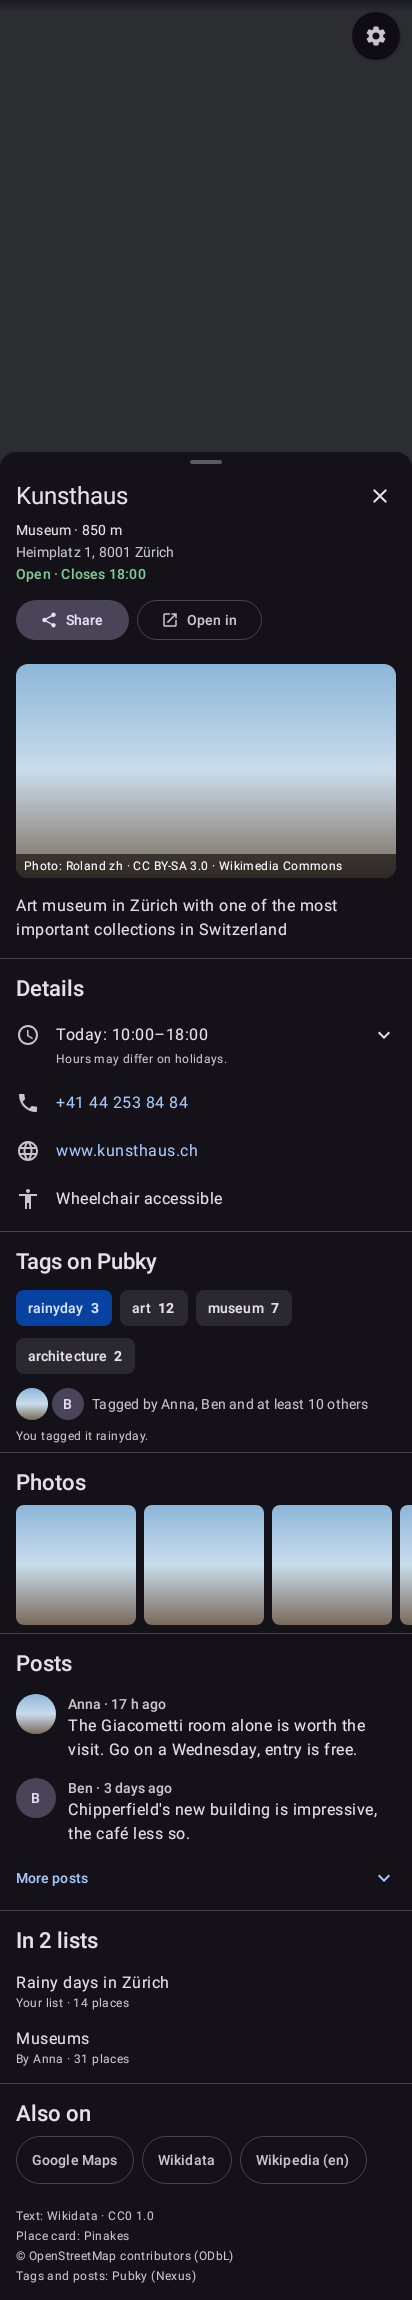 Kunsthaus
Museum · 850 m
Heimplatz 1, 8001 Zürich
Open · Closes 18:00
Share
Open in
Photo: Roland zh · CC BY-SA 3.0 · Wikimedia Commons
Art museum in Zürich with one of the most
important collections in Switzerland
Details
Today: 10:00–18:00
Hours may differ on holidays.
+41 44 253 84 84
www.kunsthaus.ch
Wheelchair accessible
Tags on Pubky
rainyday 3
art 12
museum 7
architecture 2
B
Tagged by Anna, Ben and at least 10 others
You tagged it rainyday.
Photos
Posts
Anna · 17 h ago
The Giacometti room alone is worth the
visit. Go on a Wednesday, entry is free.
B
Ben · 3 days ago
Chipperfield's new building is impressive,
the café less so.
More posts
In 2 lists
Rainy days in Zürich
Your list · 14 places
Museums
By Anna · 31 places
Also on
Google Maps
Wikidata
Wikipedia (en)
Text: Wikidata · CC0 1.0
Place card: Pinakes
© OpenStreetMap contributors (ODbL)
Tags and posts: Pubky (Nexus)